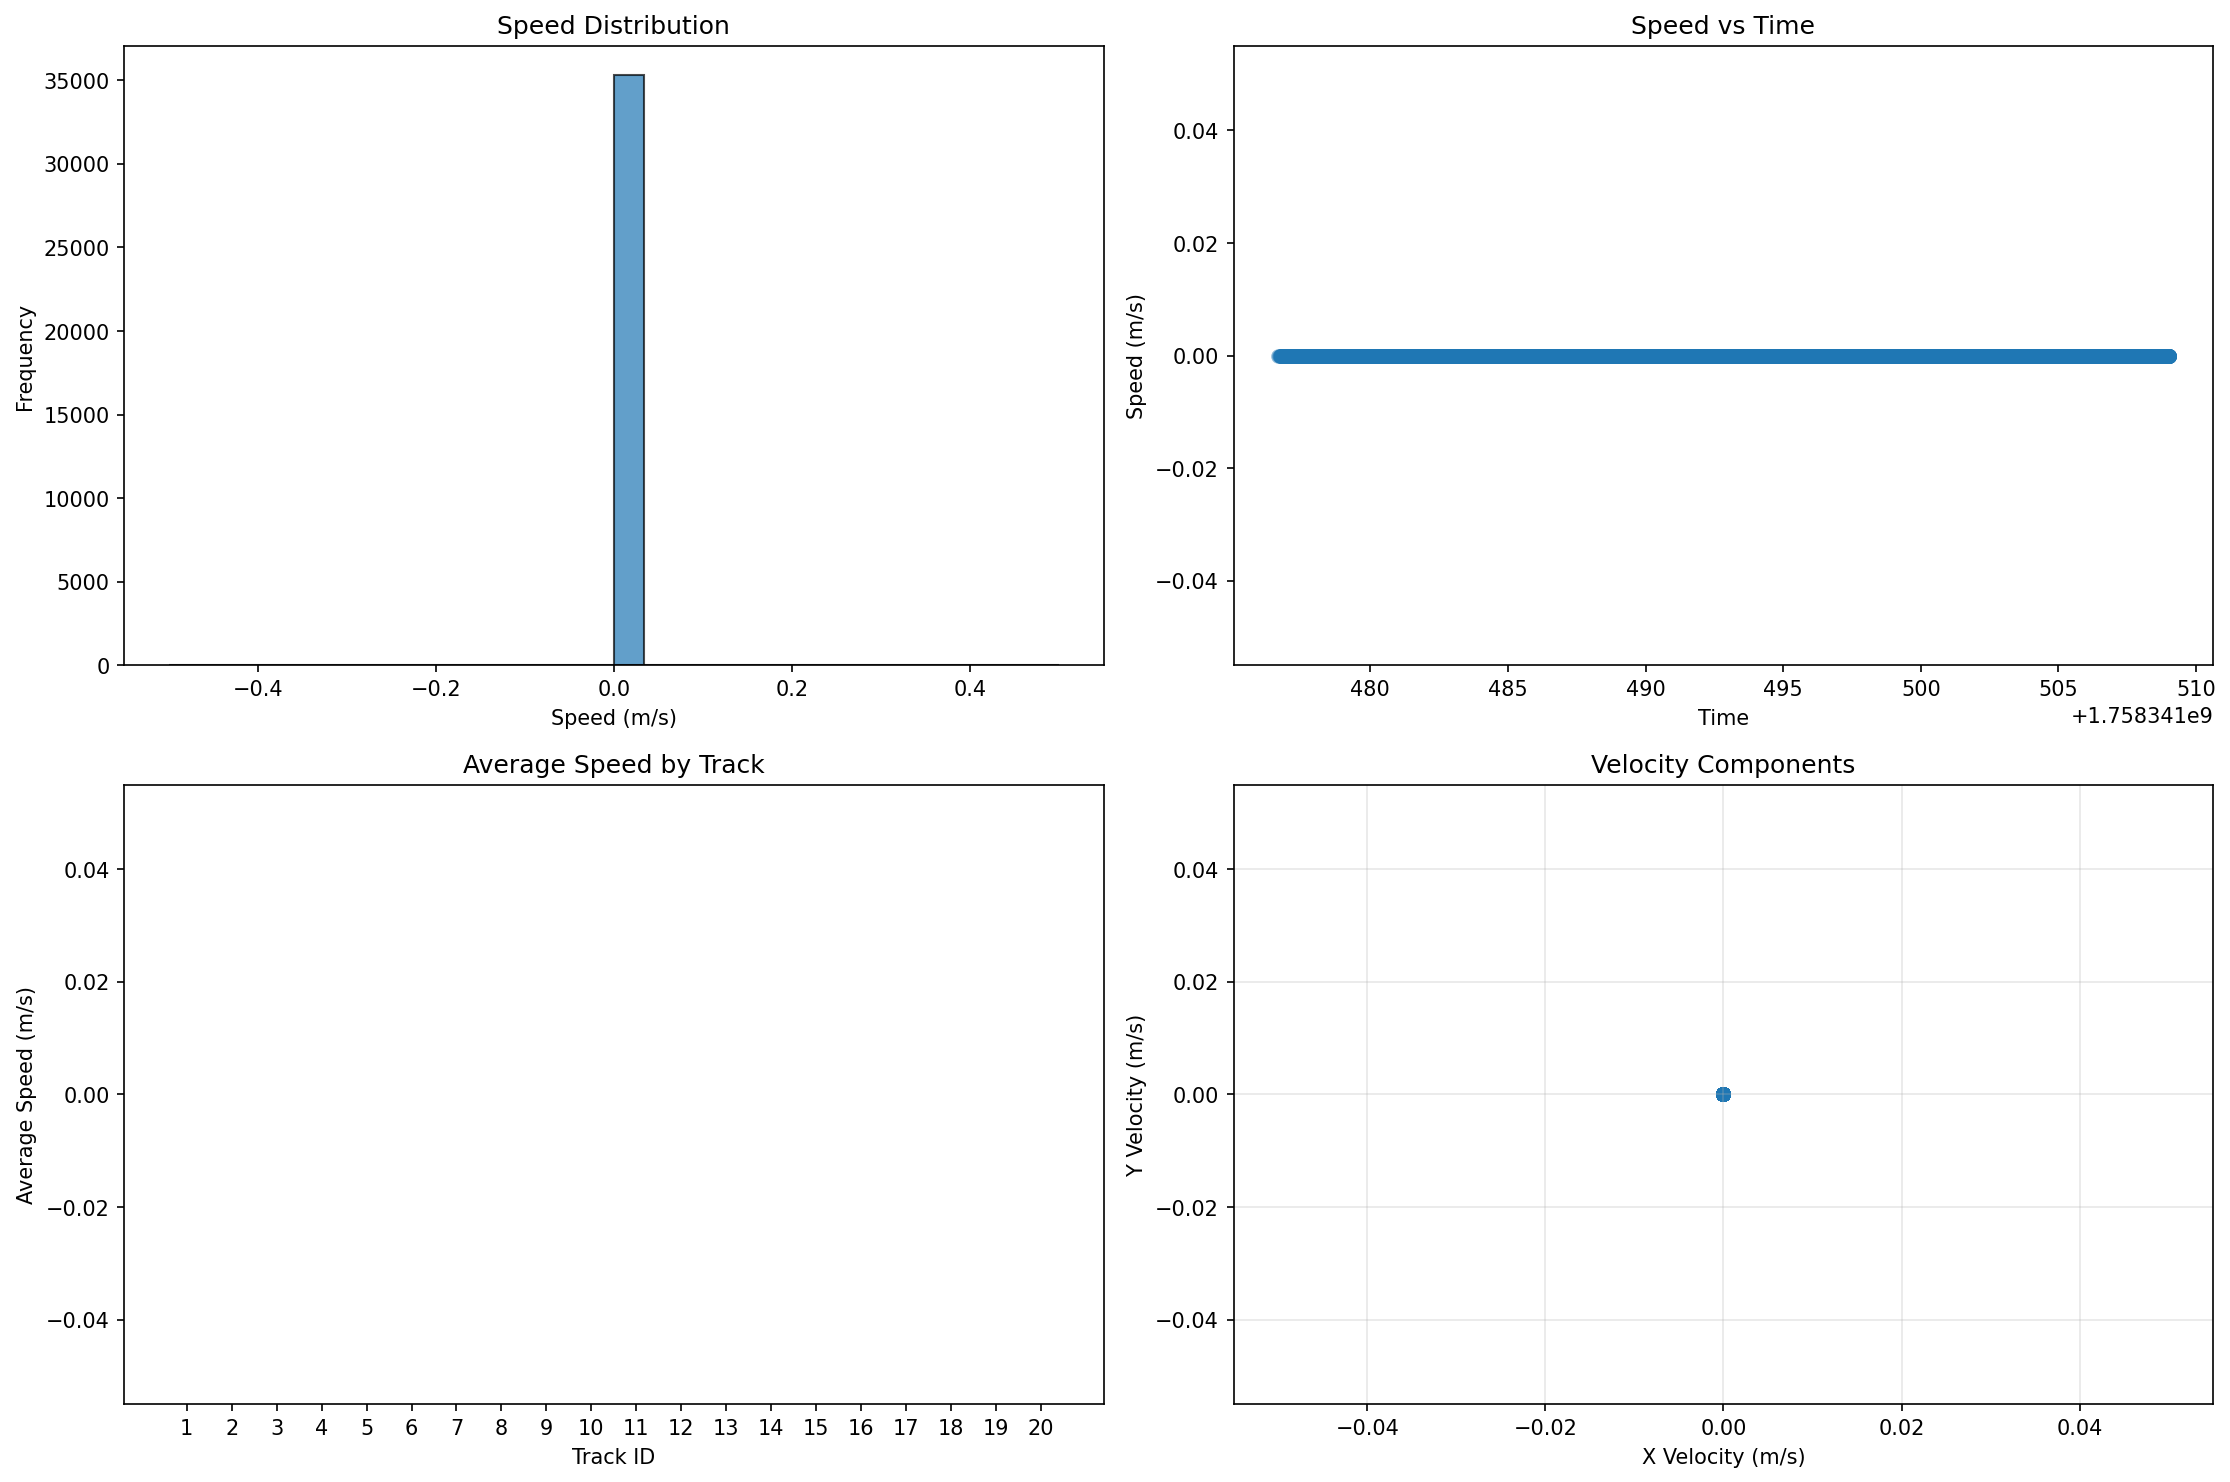 Speed Distribution
35000
30000
25000
20000
15000
10000
5000
0
Frequency
−0.4 −0.2 0.0 0.2 0.4
Speed (m/s)
Speed vs Time
0.04
0.02
0.00
−0.02
−0.04
Speed (m/s)
480 485 490 495 500 505 510
Time
+1.758341e9
Average Speed by Track
0.04
0.02
0.00
−0.02
−0.04
Average Speed (m/s)
1 2 3 4 5 6 7 8 9 10 11 12 13 14 15 16 17 18 19 20
Track ID
Velocity Components
0.04
0.02
0.00
−0.02
−0.04
Y Velocity (m/s)
−0.04 −0.02 0.00 0.02 0.04
X Velocity (m/s)